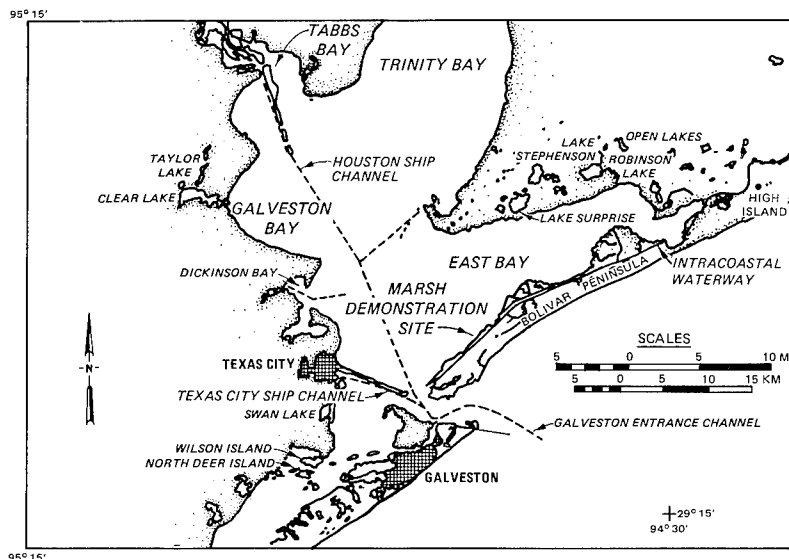 95° 15'
TABBS
BAY
TRINITY BAY
HOUSTON SHIP
CHANNEL
TAYLOR
LAKE
CLEAR LAKE
GALVESTON
BAY
LAKE
STEPHENSON
OPEN LAKES
ROBINSON
LAKE
HIGH
ISLAND
LAKE SURPRISE
EAST BAY
INTRACOASTAL
WATERWAY
DICKINSON BAY
MARSH
DEMONSTRATION
SITE
BOLIVAR PENINSULA
SCALES
5 0 5 10 MI
5 0 5 10 15 KM
N
TEXAS CITY
TEXAS CITY SHIP
CHANNEL
SWAN LAKE
GALVESTON ENTRANCE CHANNEL
WILSON ISLAND
NORTH DEER ISLAND
GALVESTON
29° 15'
94° 30'
95° 15'